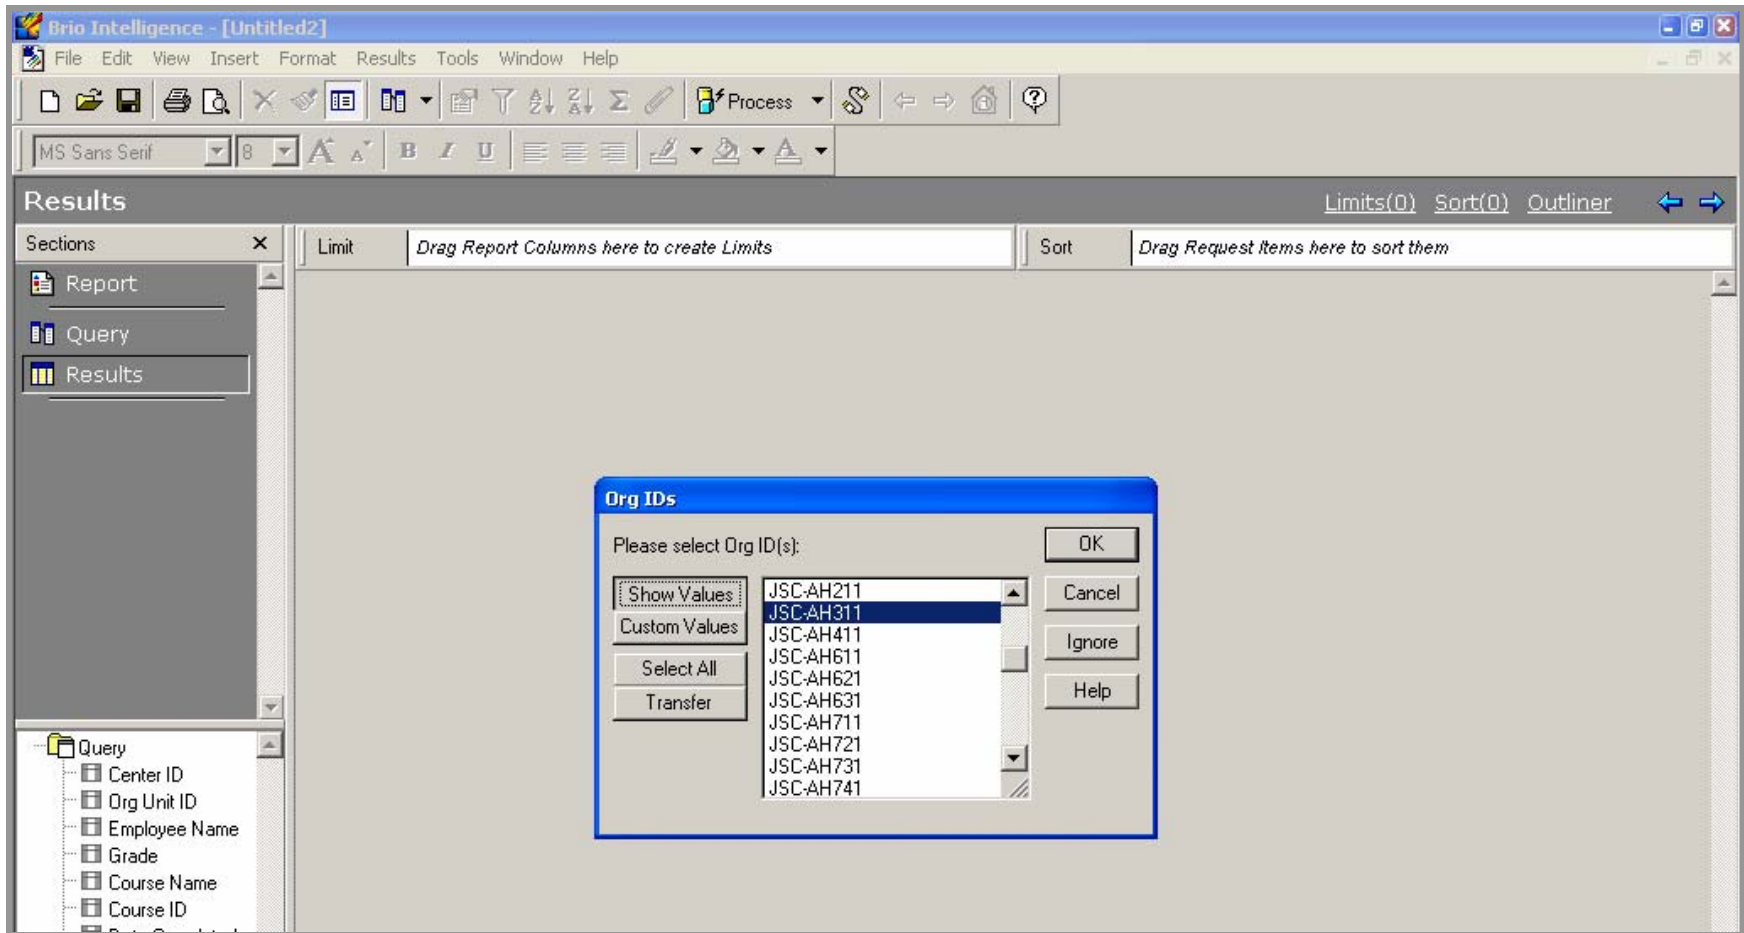 Brio Intelligence - [Untitled2]
File Edit View Insert Format Results Tools Window Help
Process
MS Sans Serif 8 A A B I U A
Results Limits(0) Sort(0) Outliner
Sections Limit Drag Report Columns here to create Limits Sort Drag Request Items here to sort them
Report
Query
Results
Org IDs
Please select Org ID(s):
OK
Show Values
Custom Values
Select All
Transfer
JSC-AH211
JSC-AH311
JSC-AH411
JSC-AH611
JSC-AH621
JSC-AH631
JSC-AH711
JSC-AH721
JSC-AH731
JSC-AH741
Cancel
Ignore
Help
Query
Center ID
Org Unit ID
Employee Name
Grade
Course Name
Course ID